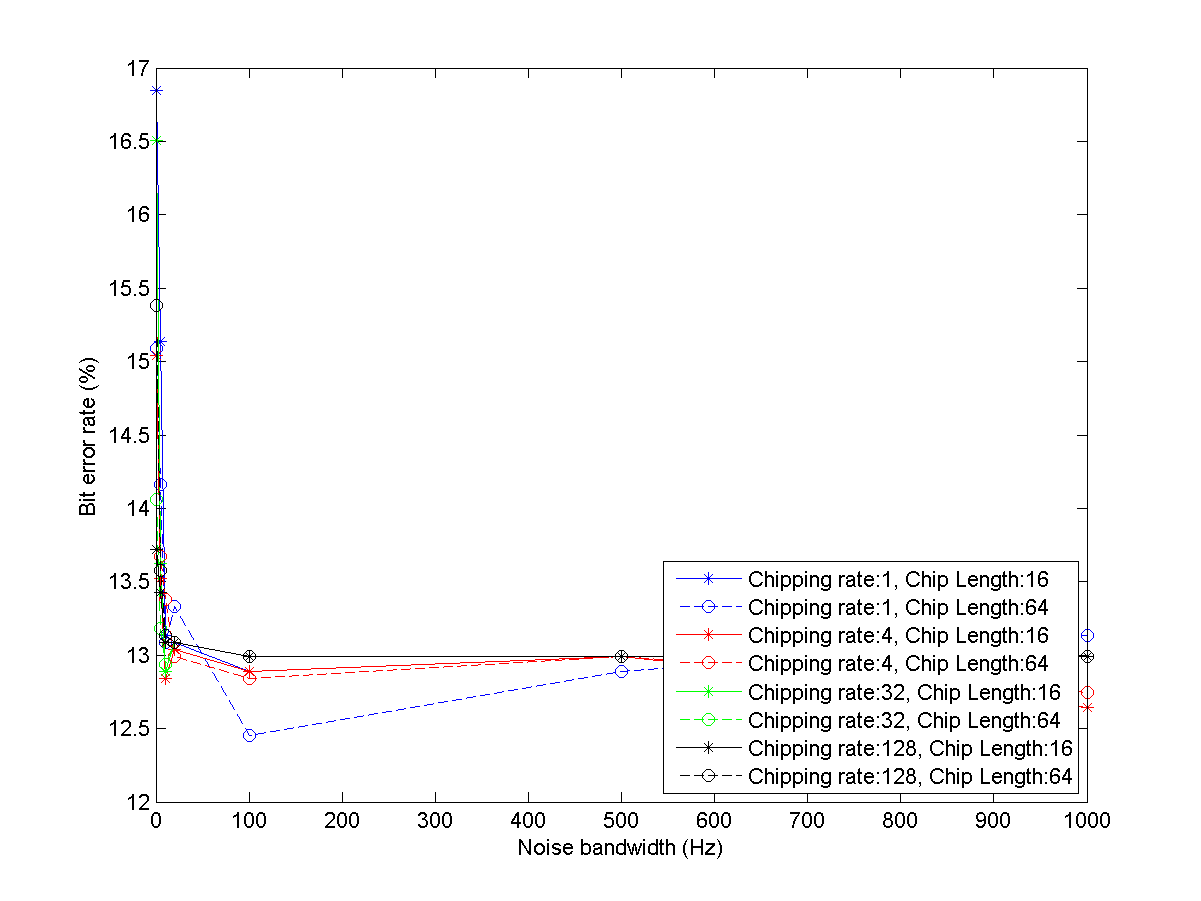 17
16.5
16
15.5
15
14.5
14
13.5
13
12.5
12
Bit error rate (%)
Chipping rate:1, Chip Length:16
Chipping rate:1, Chip Length:64
Chipping rate:4, Chip Length:16
Chipping rate:4, Chip Length:64
Chipping rate:32, Chip Length:16
Chipping rate:32, Chip Length:64
Chipping rate:128, Chip Length:16
Chipping rate:128, Chip Length:64
0 100 200 300 400 500 600 700 800 900 1000
Noise bandwidth (Hz)